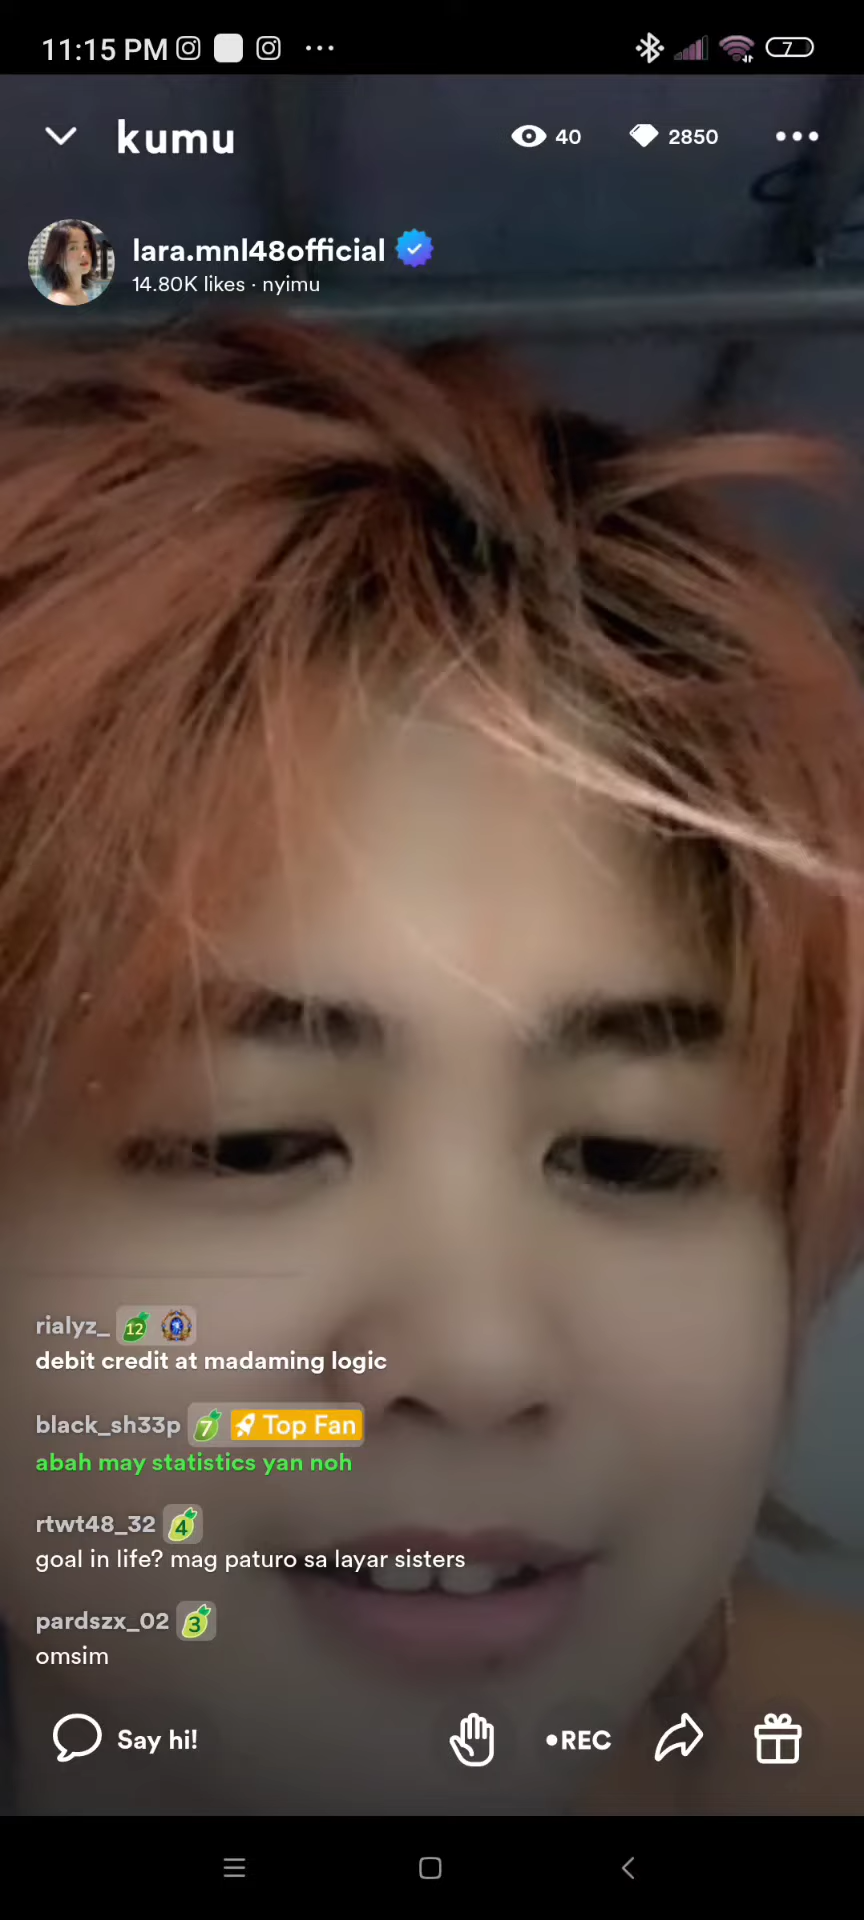 11:15 PM
7
kumu
40
2850
lara.mnl48official
14.80K likes · nyimu
rialyz_ 12
debit credit at madaming logic
black_sh33p 7 Top Fan
abah may statistics yan noh
rtwt48_32 4
goal in life? mag paturo sa layar sisters
pardszx_02 3
omsim
Say hi!
•REC